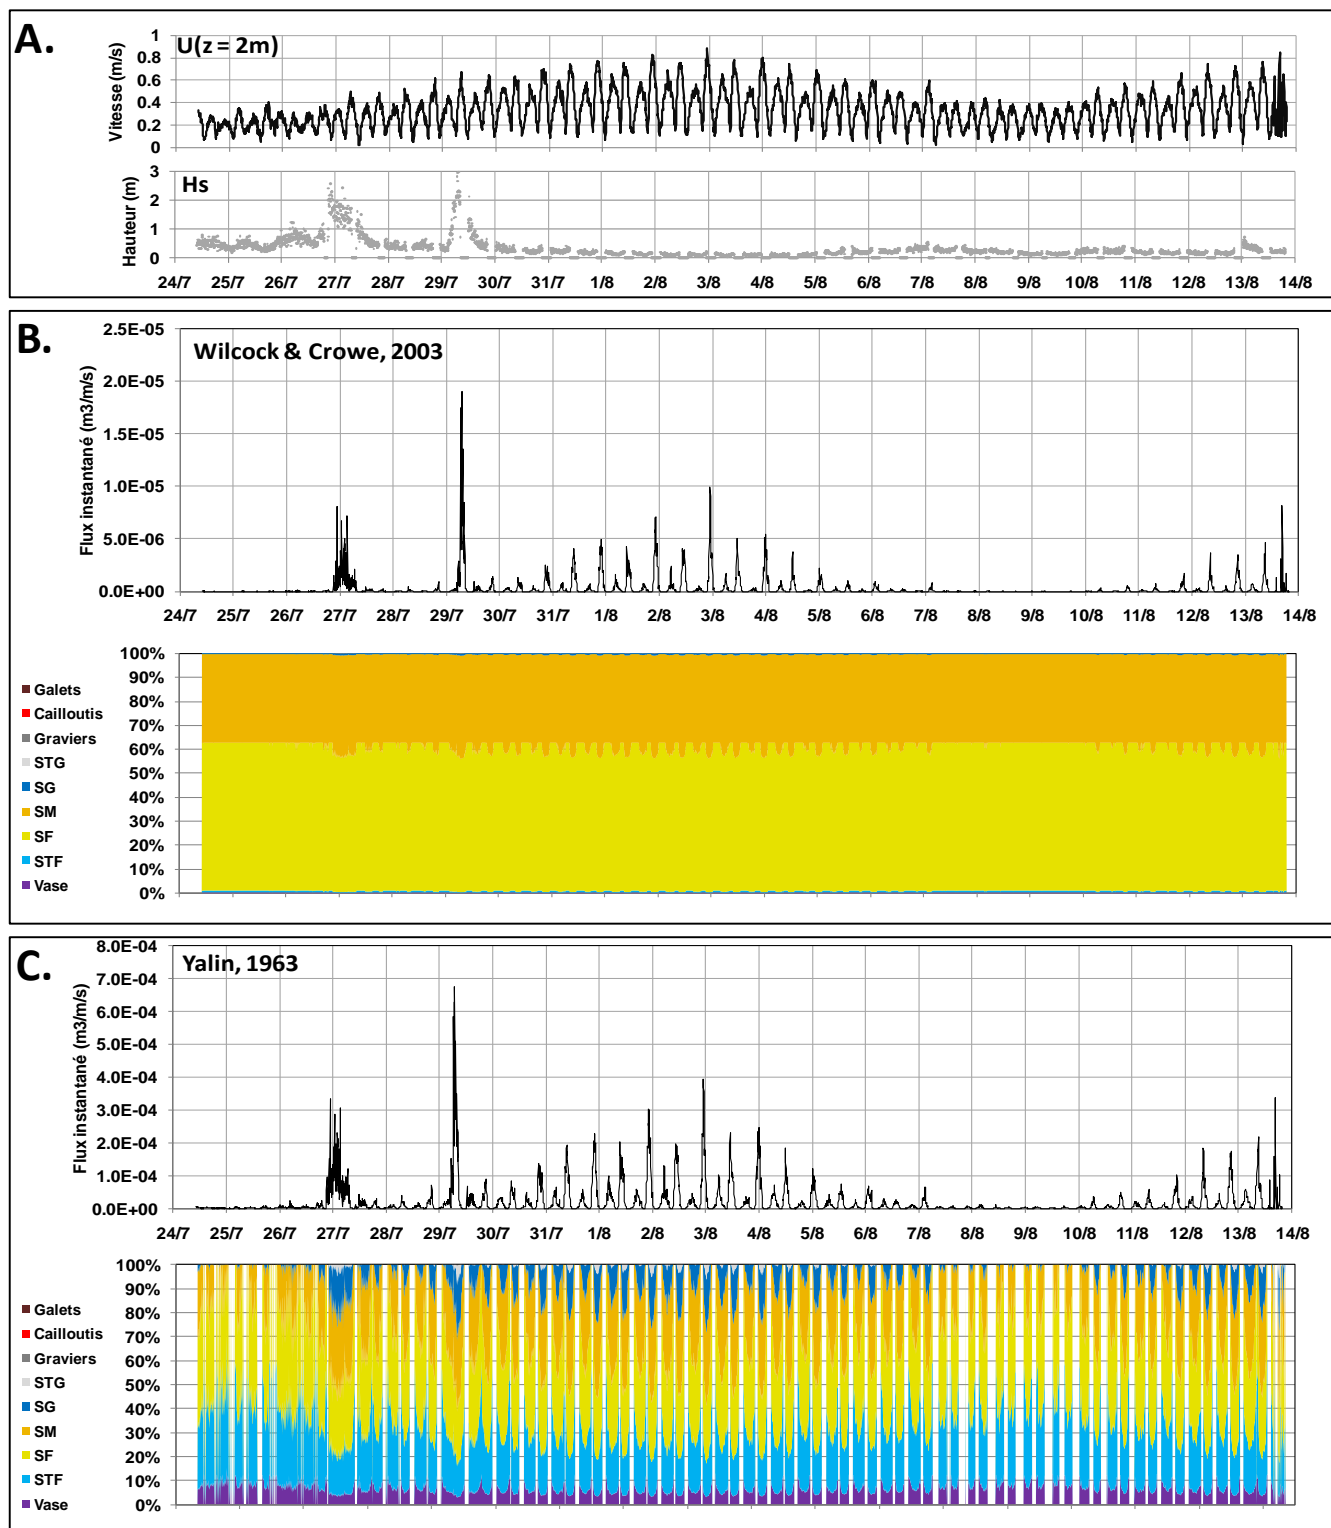 A.
U(z = 2m)
Vitesse (m/s)
1
0.8
0.6
0.4
0.2
0
Hs
Hauteur (m)
3
2
1
0
24/7 25/7 26/7 27/7 28/7 29/7 30/7 31/7 1/8 2/8 3/8 4/8 5/8 6/8 7/8 8/8 9/8 10/8 11/8 12/8 13/8 14/8
B.
Wilcock & Crowe, 2003
Flux instantané (m3/m/s)
2.5E-05
2.0E-05
1.5E-05
1.0E-05
5.0E-06
0.0E+00
24/7 25/7 26/7 27/7 28/7 29/7 30/7 31/7 1/8 2/8 3/8 4/8 5/8 6/8 7/8 8/8 9/8 10/8 11/8 12/8 13/8 14/8
100%
90%
80%
70%
60%
50%
40%
30%
20%
10%
0%
Galets
Cailloutis
Graviers
STG
SG
SM
SF
STF
Vase
C.
Yalin, 1963
Flux instantané (m3/m/s)
8.0E-04
7.0E-04
6.0E-04
5.0E-04
4.0E-04
3.0E-04
2.0E-04
1.0E-04
0.0E+00
24/7 25/7 26/7 27/7 28/7 29/7 30/7 31/7 1/8 2/8 3/8 4/8 5/8 6/8 7/8 8/8 9/8 10/8 11/8 12/8 13/8 14/8
100%
90%
80%
70%
60%
50%
40%
30%
20%
10%
0%
Galets
Cailloutis
Graviers
STG
SG
SM
SF
STF
Vase